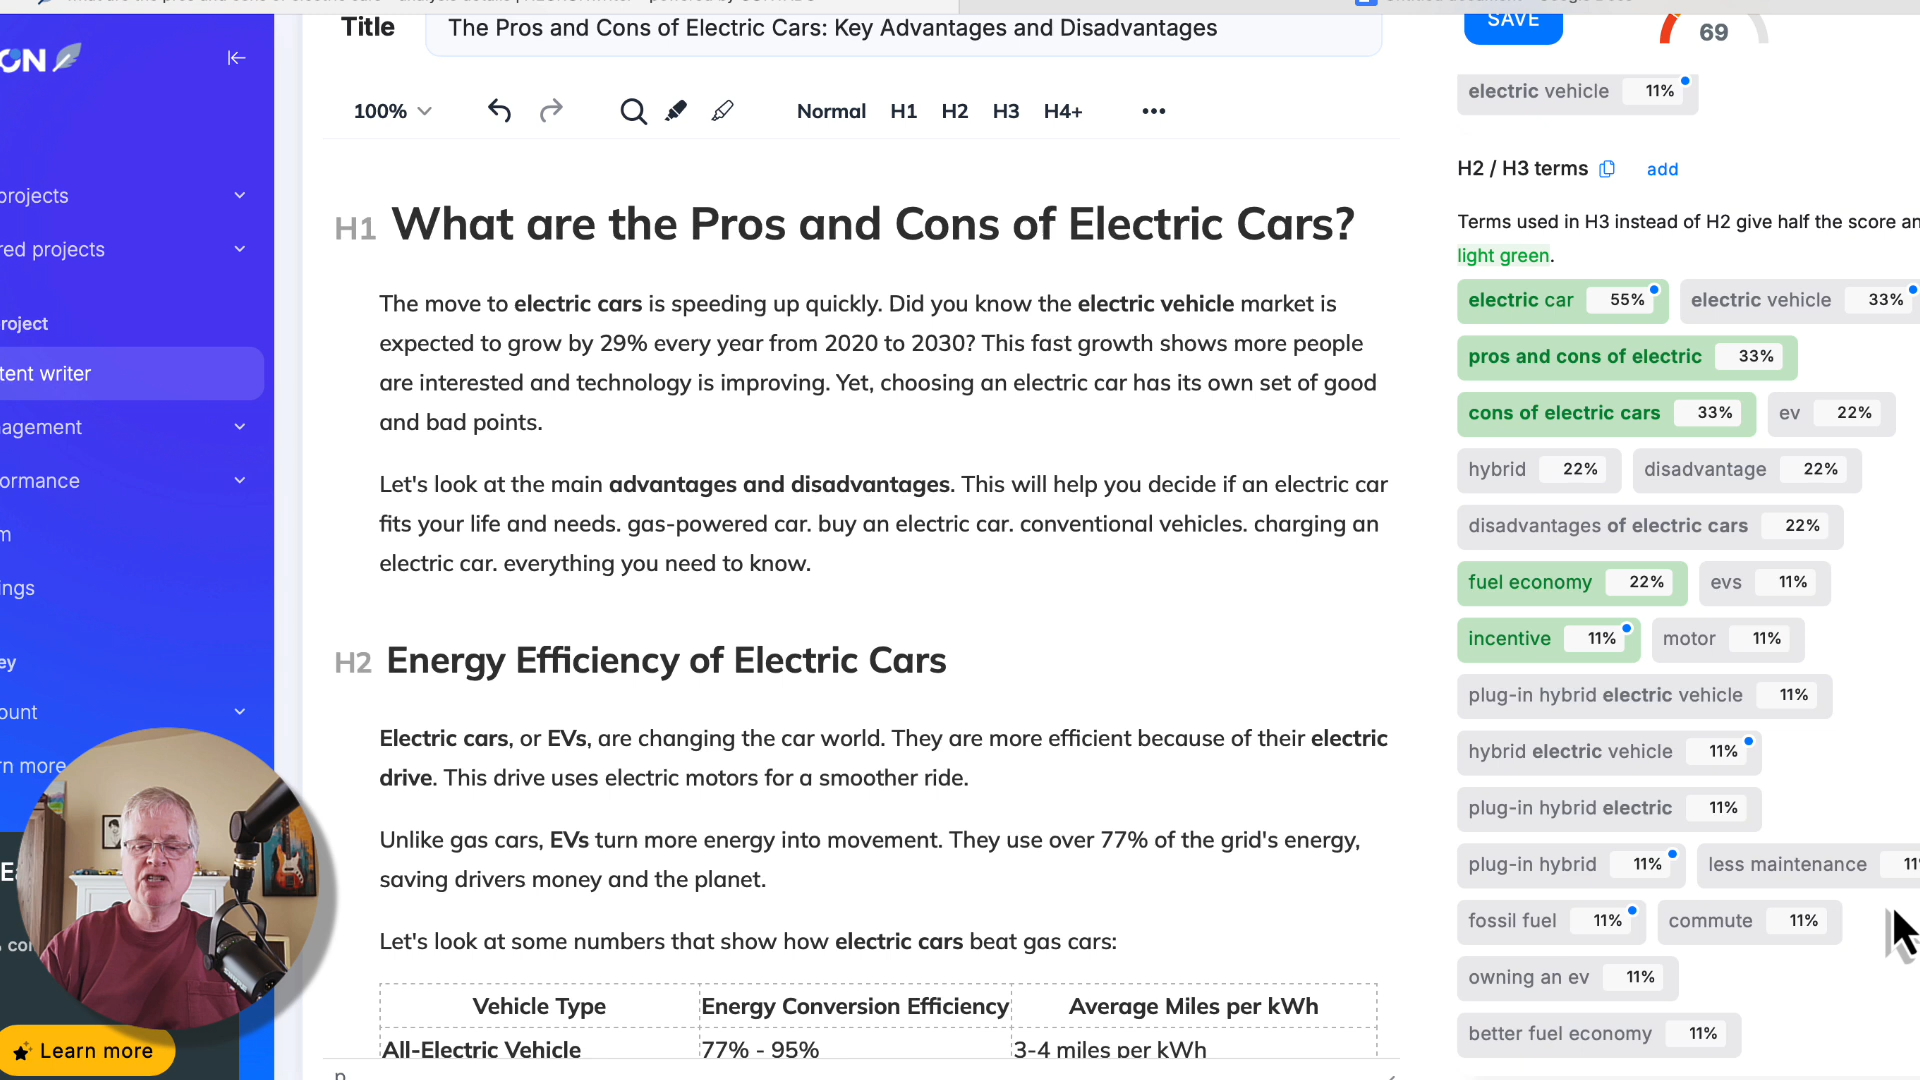 Title
The Pros and Cons of Electric Cars: Key Advantages and Disadvantages
SAVE
69
ON
100%
Normal H1 H2 H3 H4+
electric vehicle 11%
projects
red projects
roject
tent writer
nagement
ormance
m
ings
ey
ount
rn more
Learn more
H1 What are the Pros and Cons of Electric Cars?
The move to electric cars is speeding up quickly. Did you know the electric vehicle market is
expected to grow by 29% every year from 2020 to 2030? This fast growth shows more people
are interested and technology is improving. Yet, choosing an electric car has its own set of good
and bad points.
Let's look at the main advantages and disadvantages. This will help you decide if an electric car
fits your life and needs. gas-powered car. buy an electric car. conventional vehicles. charging an
electric car. everything you need to know.
H2 Energy Efficiency of Electric Cars
Electric cars, or EVs, are changing the car world. They are more efficient because of their electric
drive. This drive uses electric motors for a smoother ride.
Unlike gas cars, EVs turn more energy into movement. They use over 77% of the grid's energy,
saving drivers money and the planet.
Let's look at some numbers that show how electric cars beat gas cars:
Vehicle Type Energy Conversion Efficiency Average Miles per kWh
All-Electric Vehicle 77% - 95% 3-4 miles per kWh
H2 / H3 terms add
Terms used in H3 instead of H2 give half the score an
light green.
electric car 55% electric vehicle 33%
pros and cons of electric 33%
cons of electric cars 33% ev 22%
hybrid 22% disadvantage 22%
disadvantages of electric cars 22%
fuel economy 22% evs 11%
incentive 11% motor 11%
plug-in hybrid electric vehicle 11%
hybrid electric vehicle 11%
plug-in hybrid electric 11%
plug-in hybrid 11% less maintenance 11
fossil fuel 11% commute 11%
owning an ev 11%
better fuel economy 11%